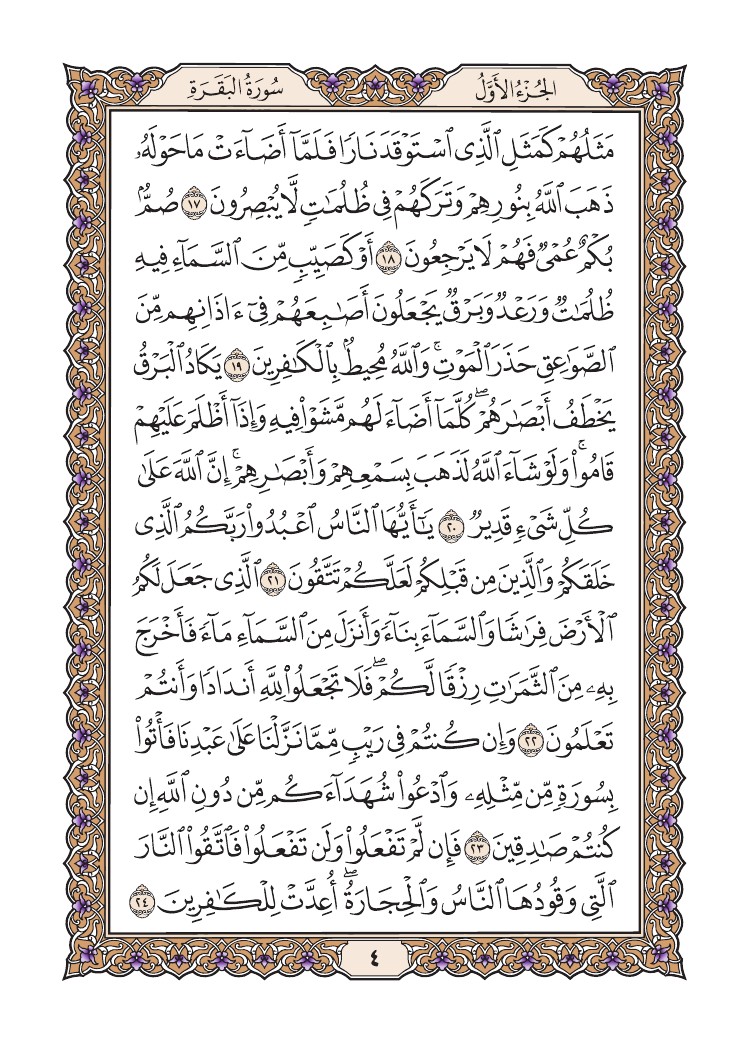 الجُزْءُ الأَوَّلُ
سُورَةُ البَقَرَةِ
مَثَلُهُمْ كَمَثَلِ ٱلَّذِى ٱسْتَوْقَدَ نَارًا فَلَمَّآ أَضَآءَتْ مَا حَوْلَهُۥ
ذَهَبَ ٱللَّهُ بِنُورِهِمْ وَتَرَكَهُمْ فِى ظُلُمَٰتٍ لَّا يُبْصِرُونَ ١٧ صُمٌّۢ
بُكْمٌ عُمْىٌ فَهُمْ لَا يَرْجِعُونَ ١٨ أَوْ كَصَيِّبٍ مِّنَ ٱلسَّمَآءِ فِيهِ
ظُلُمَٰتٌ وَرَعْدٌ وَبَرْقٌ يَجْعَلُونَ أَصَٰبِعَهُمْ فِىٓ ءَاذَانِهِم مِّنَ
ٱلصَّوَٰعِقِ حَذَرَ ٱلْمَوْتِ ۚ وَٱللَّهُ مُحِيطٌۢ بِٱلْكَٰفِرِينَ ١٩ يَكَادُ ٱلْبَرْقُ
يَخْطَفُ أَبْصَٰرَهُمْ ۖ كُلَّمَآ أَضَآءَ لَهُم مَّشَوْا۟ فِيهِ وَإِذَآ أَظْلَمَ عَلَيْهِمْ
قَامُوا۟ ۚ وَلَوْ شَآءَ ٱللَّهُ لَذَهَبَ بِسَمْعِهِمْ وَأَبْصَٰرِهِمْ ۚ إِنَّ ٱللَّهَ عَلَىٰ
كُلِّ شَىْءٍ قَدِيرٌ ٢٠ يَٰٓأَيُّهَا ٱلنَّاسُ ٱعْبُدُوا۟ رَبَّكُمُ ٱلَّذِى
خَلَقَكُمْ وَٱلَّذِينَ مِن قَبْلِكُمْ لَعَلَّكُمْ تَتَّقُونَ ٢١ ٱلَّذِى جَعَلَ لَكُمُ
ٱلْأَرْضَ فِرَٰشًا وَٱلسَّمَآءَ بِنَآءً وَأَنزَلَ مِنَ ٱلسَّمَآءِ مَآءً فَأَخْرَجَ
بِهِۦ مِنَ ٱلثَّمَرَٰتِ رِزْقًا لَّكُمْ ۖ فَلَا تَجْعَلُوا۟ لِلَّهِ أَندَادًا وَأَنتُمْ
تَعْلَمُونَ ٢٢ وَإِن كُنتُمْ فِى رَيْبٍ مِّمَّا نَزَّلْنَا عَلَىٰ عَبْدِنَا فَأْتُوا۟
بِسُورَةٍ مِّن مِّثْلِهِۦ وَٱدْعُوا۟ شُهَدَآءَكُم مِّن دُونِ ٱللَّهِ إِن
كُنتُمْ صَٰدِقِينَ ٢٣ فَإِن لَّمْ تَفْعَلُوا۟ وَلَن تَفْعَلُوا۟ فَٱتَّقُوا۟ ٱلنَّارَ
ٱلَّتِى وَقُودُهَا ٱلنَّاسُ وَٱلْحِجَارَةُ ۖ أُعِدَّتْ لِلْكَٰفِرِينَ ٢٤
٤